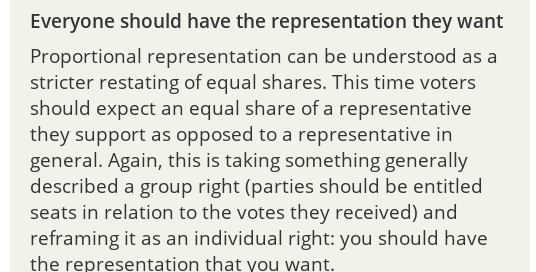 Everyone should have the representation they want
Proportional representation can be understood as a
stricter restating of equal shares. This time voters
should expect an equal share of a representative
they support as opposed to a representative in
general. Again, this is taking something generally
described a group right (parties should be entitled
seats in relation to the votes they received) and
reframing it as an individual right: you should have
the representation that you want.